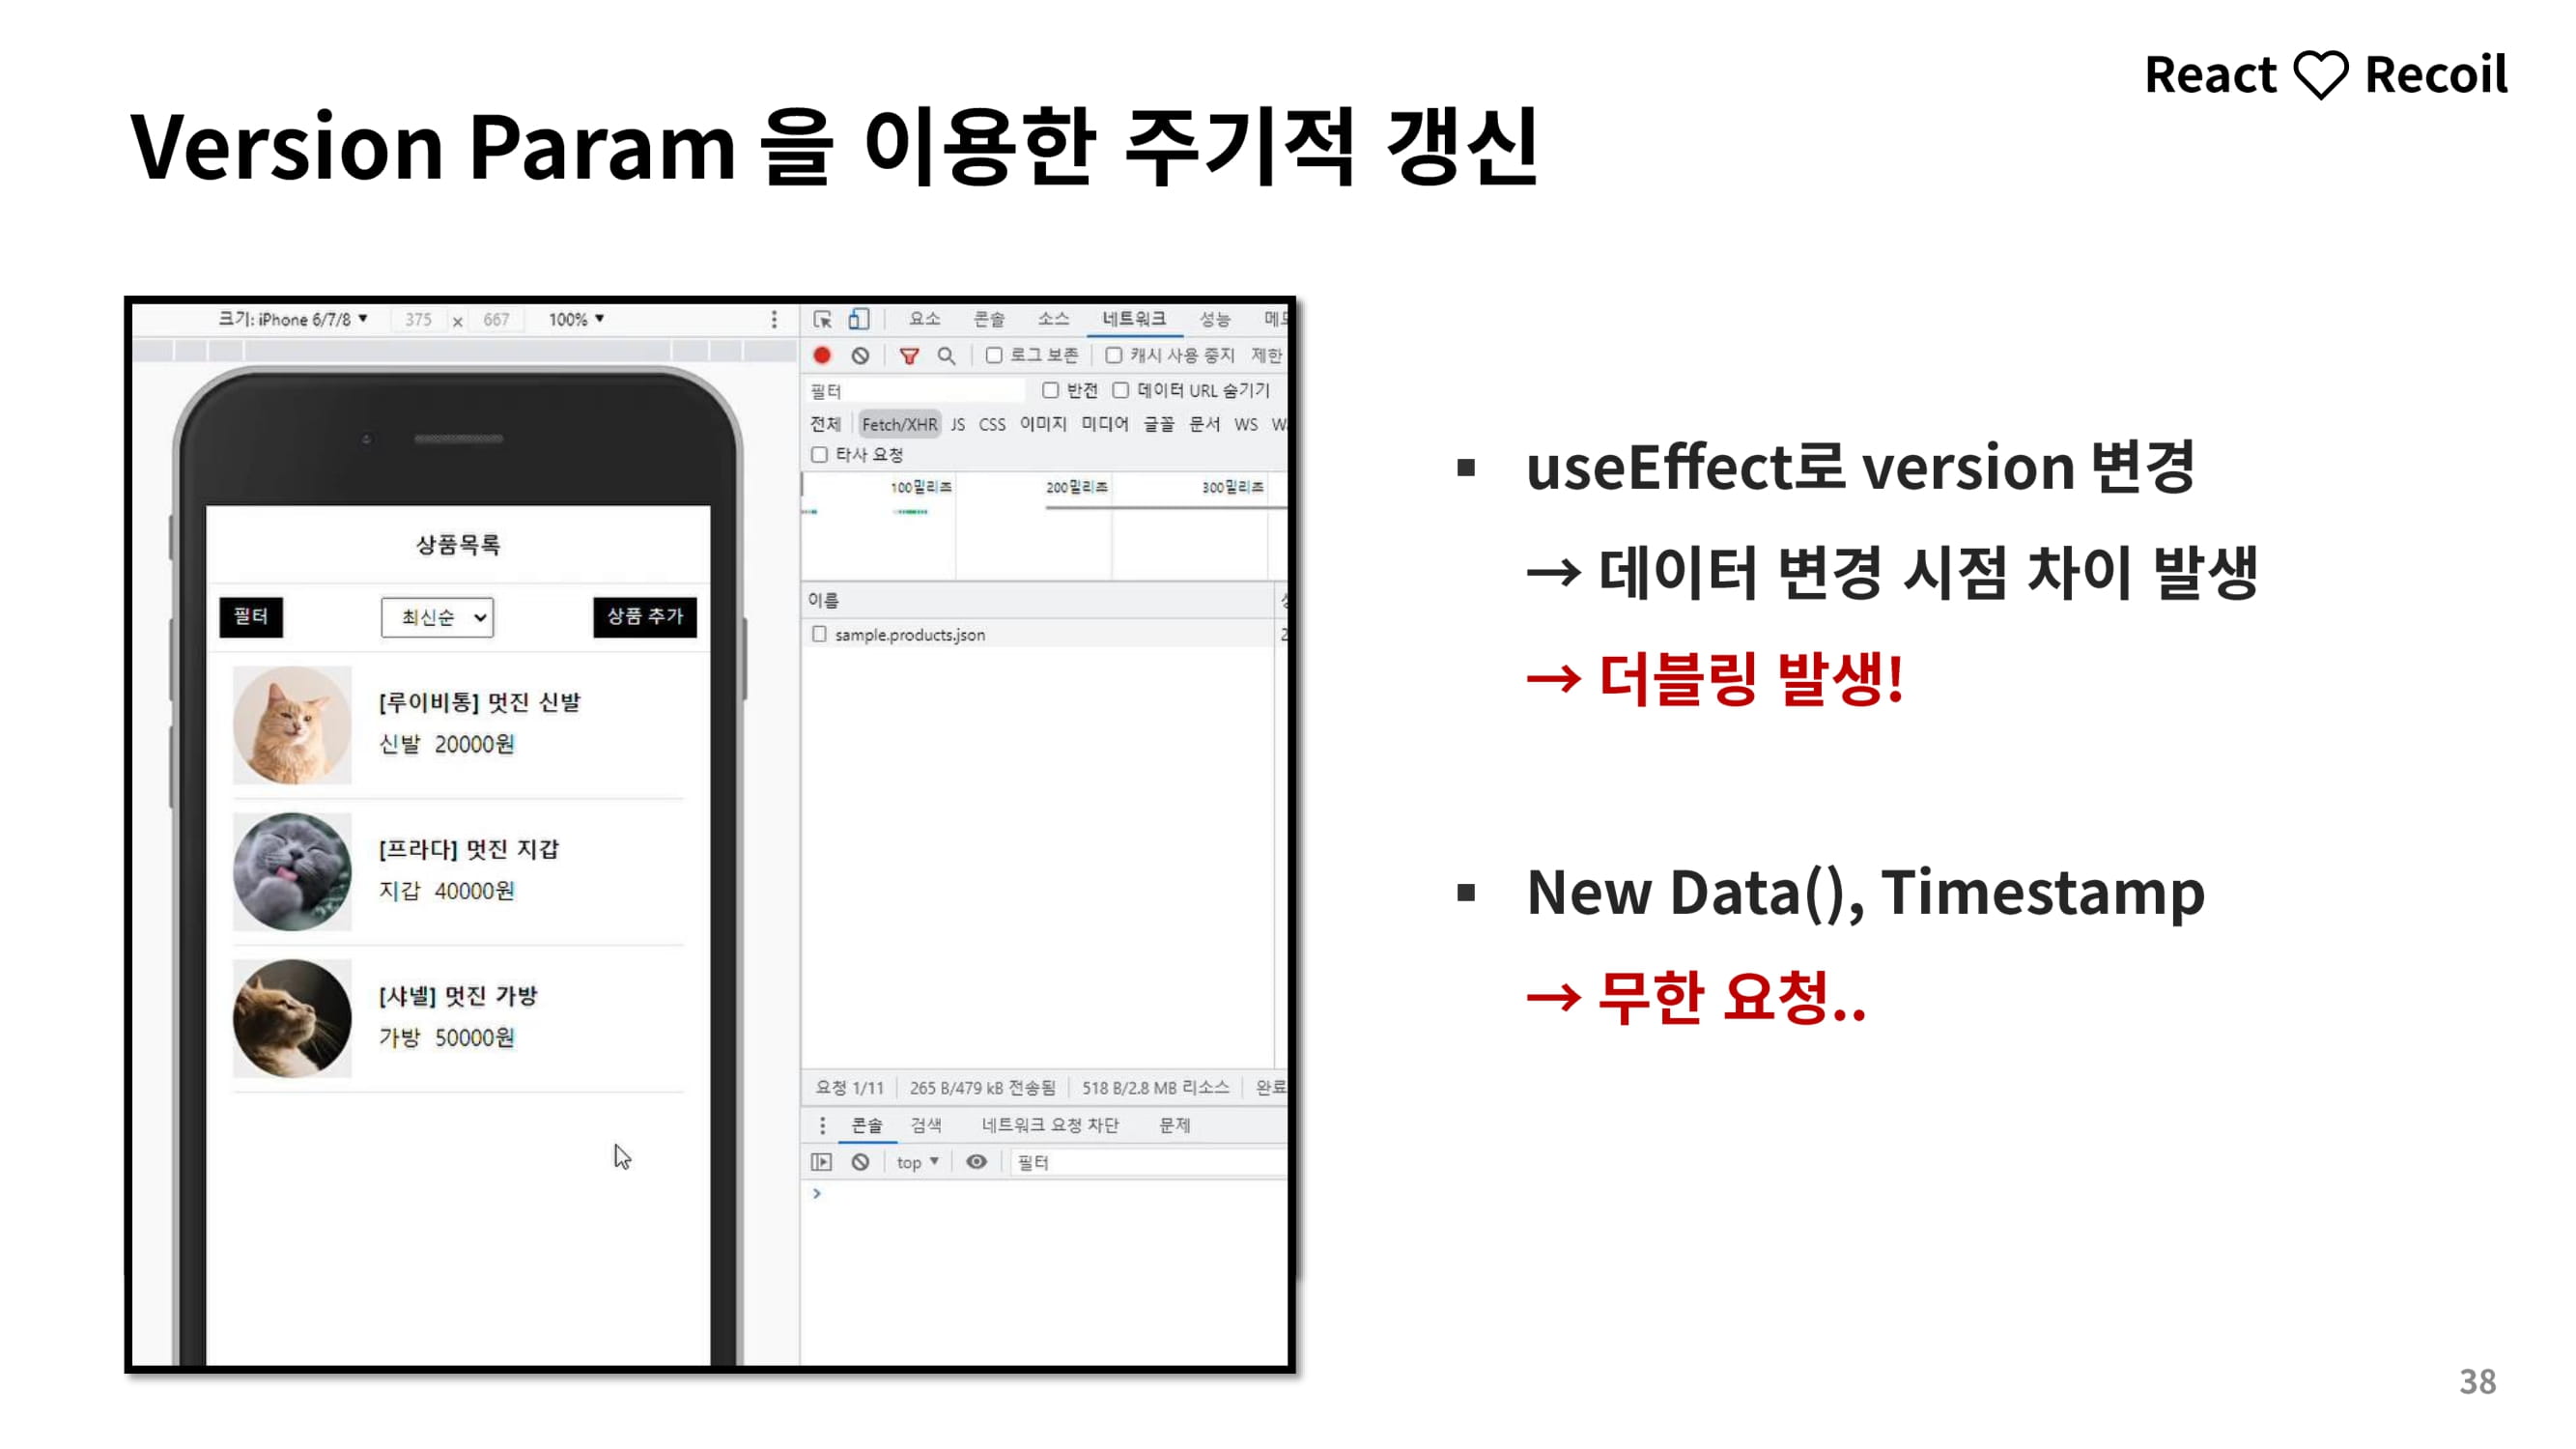 React ♡ Recoil
Version Param 을 이용한 주기적 갱신
크기: iPhone 6/7/8 ▼ 375 x 667 100% ▼
상품목록
필터 최신순 상품 추가
[루이비통] 멋진 신발
신발 20000원
[프라다] 멋진 지갑
지갑 40000원
[샤넬] 멋진 가방
가방 50000원
요소 콘솔 소스 네트워크 성능
로그 보존 캐시 사용 중지 제한
필터 반전 데이터 URL 숨기기
전체 Fetch/XHR JS CSS 이미지 미디어 글꼴 문서 WS
타사 요청
100밀리초 200밀리초 300밀리초
이름
sample.products.json
요청 1/11 265 B/479 kB 전송됨 518 B/2.8 MB 리소스 완료
콘솔 검색 네트워크 요청 차단 문제
top ▼ 필터
▪ useEffect로 version 변경
→ 데이터 변경 시점 차이 발생
→ 더블링 발생!
▪ New Data(), Timestamp
→ 무한 요청..
38